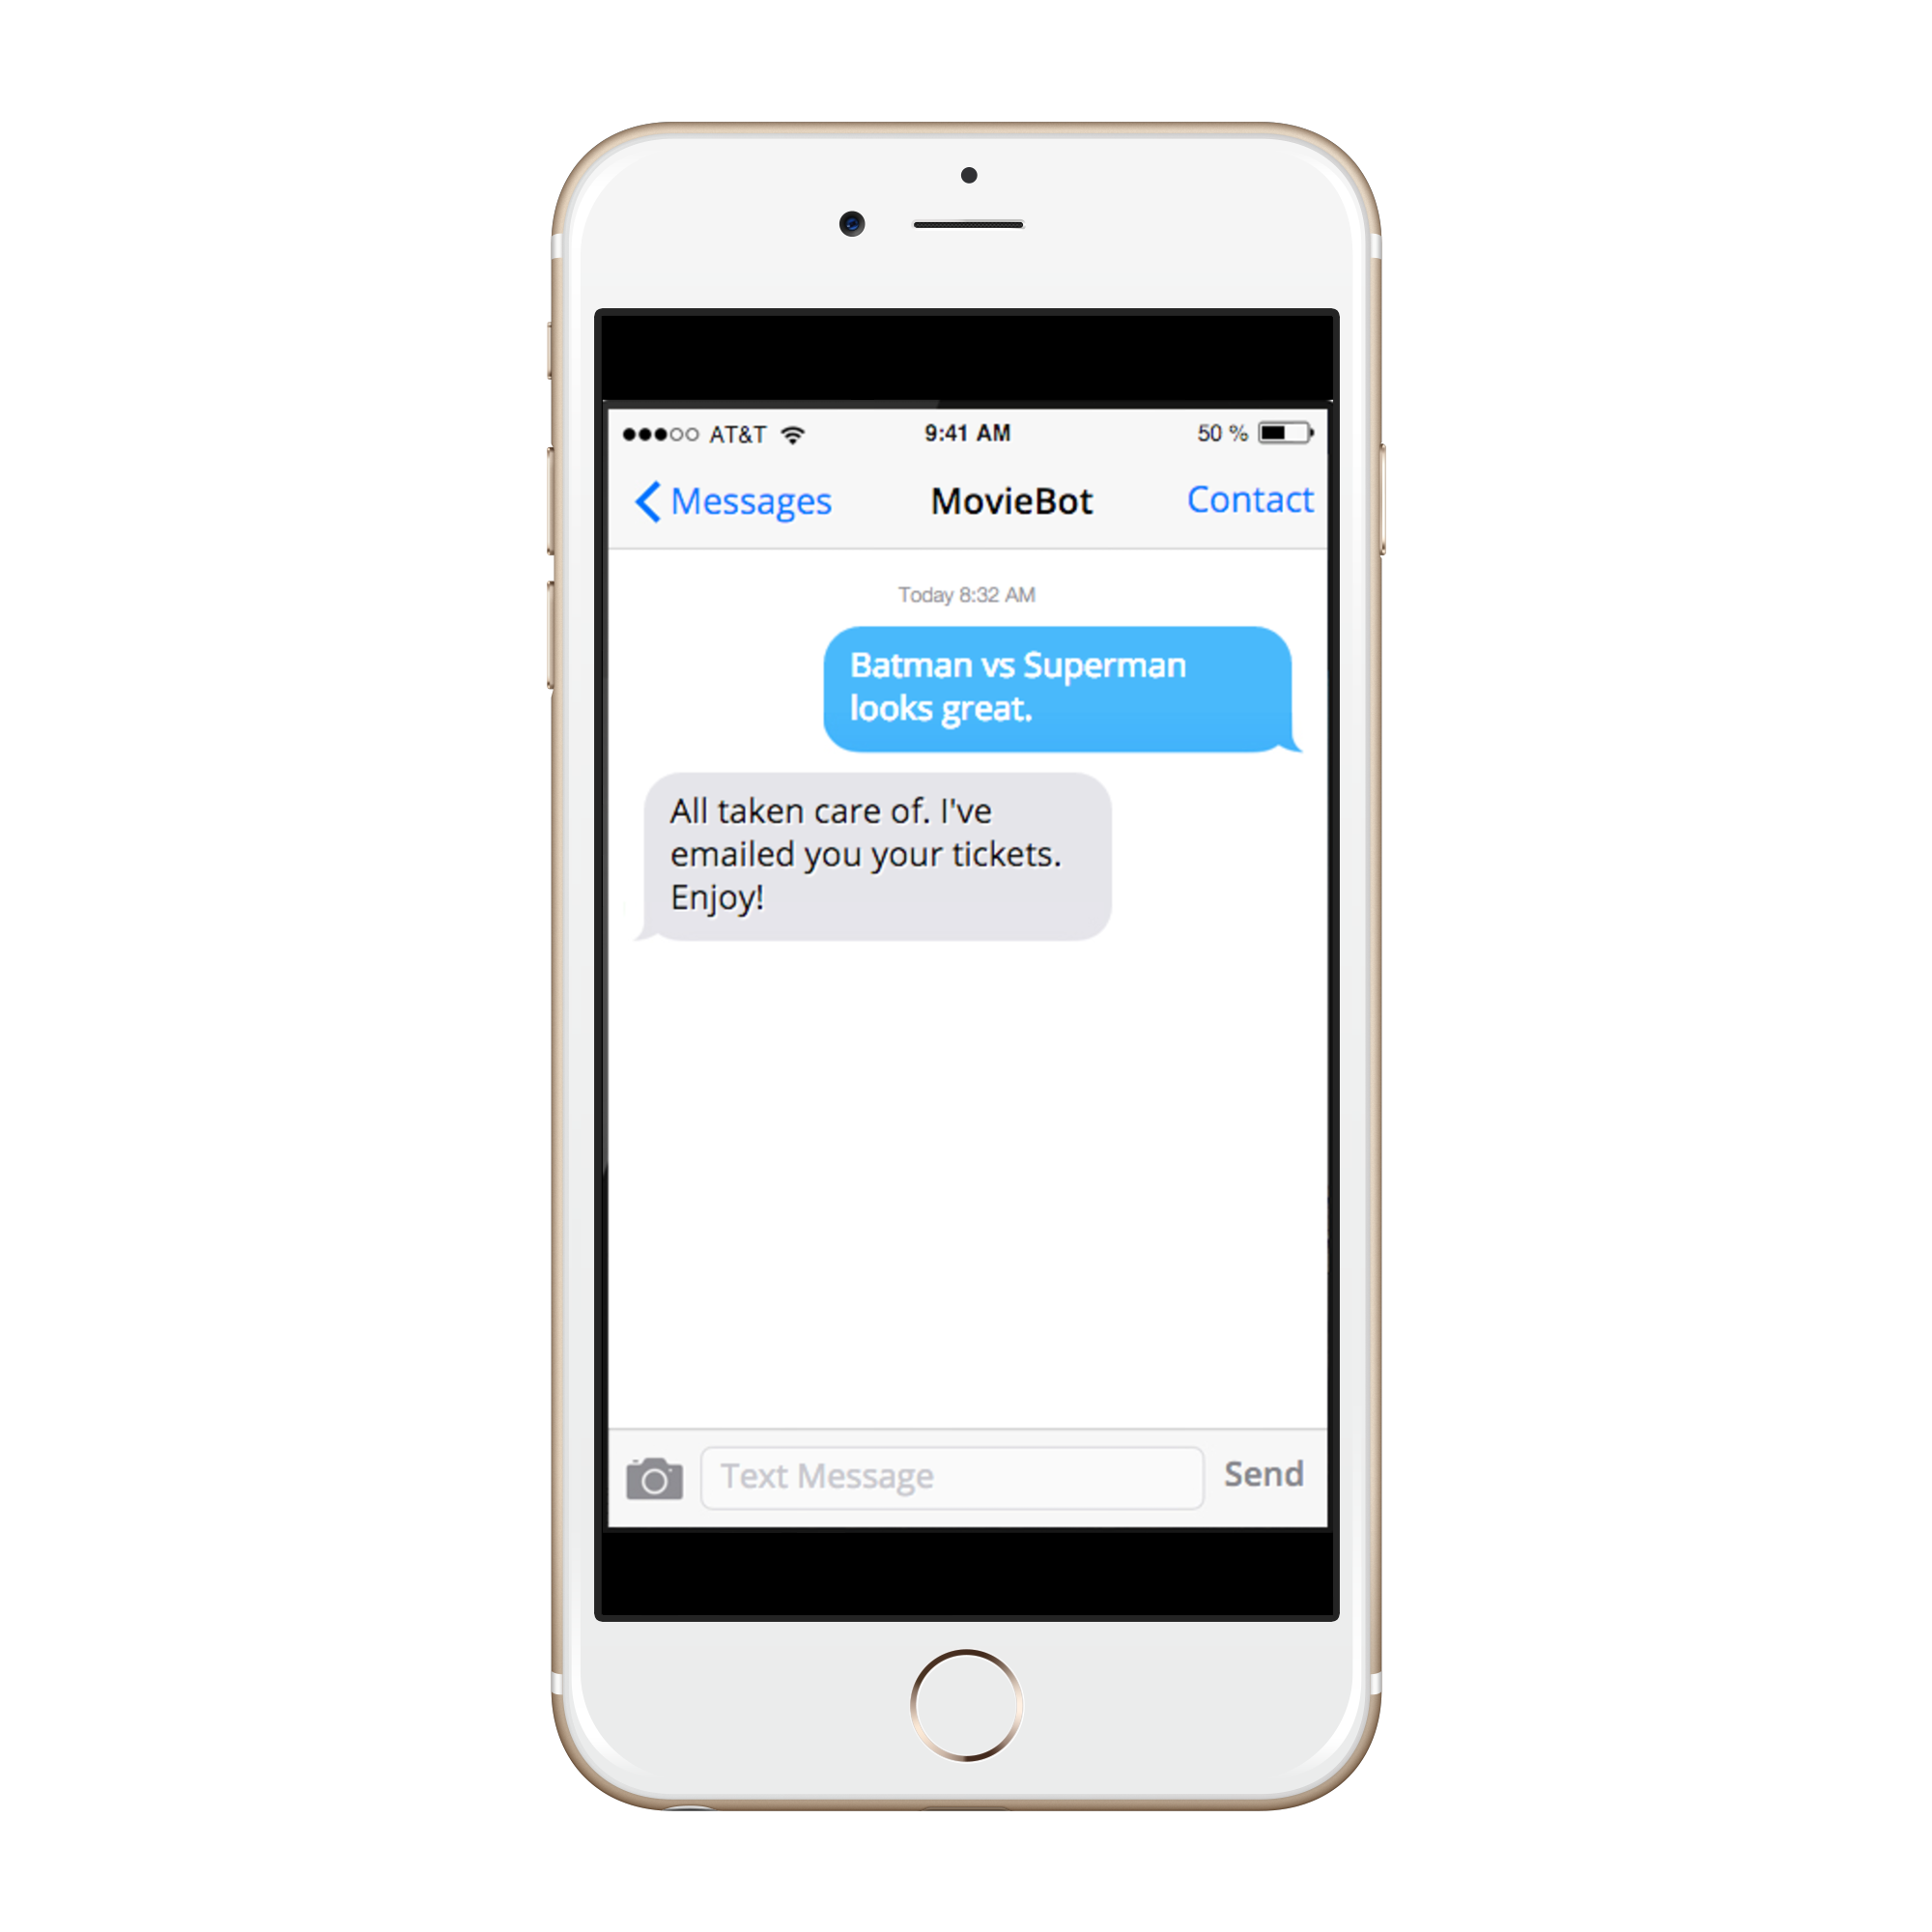 AT&T 9:41 AM 50 %
Messages MovieBot Contact
Today 8:32 AM
Batman vs Superman
looks great.
All taken care of. I've
emailed you your tickets.
Enjoy!
Text Message Send